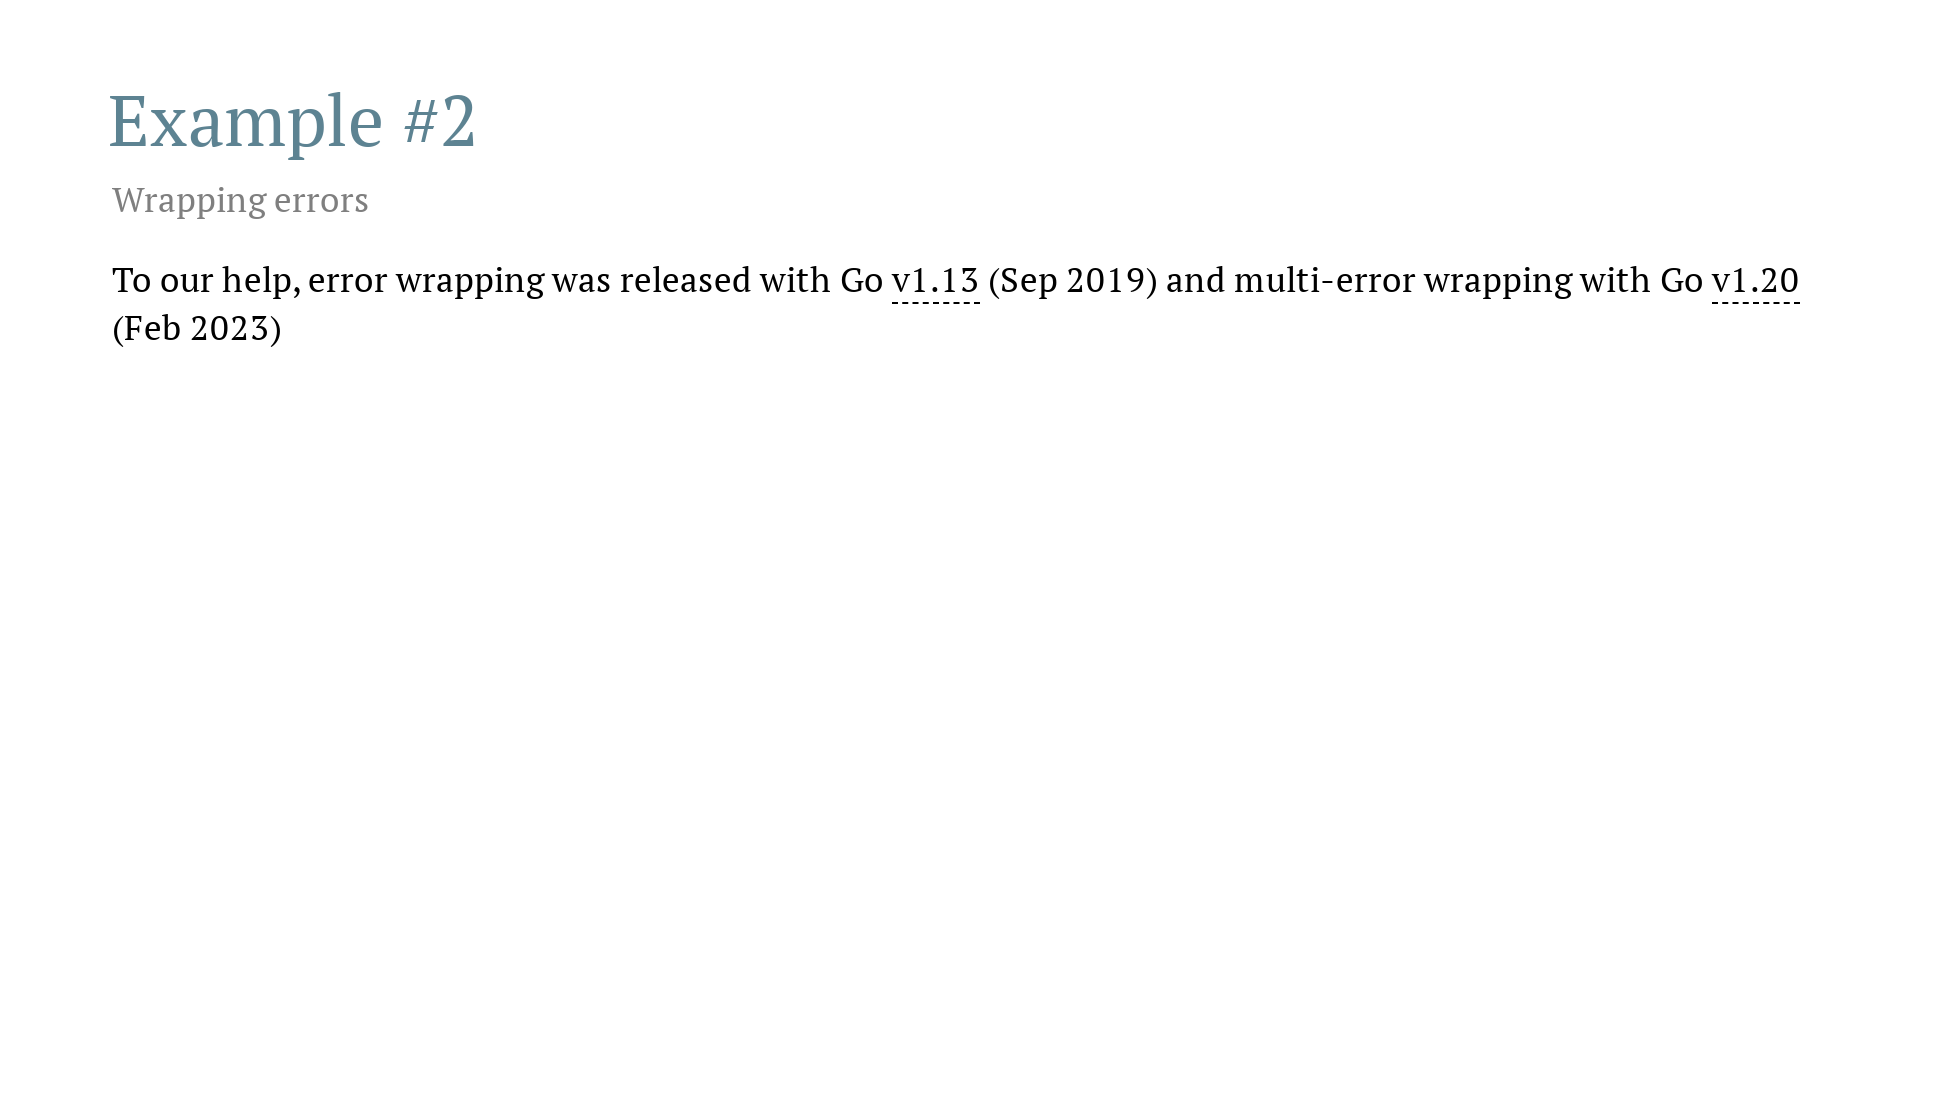 Example #2
Wrapping errors
To our help, error wrapping was released with Go v1.13 (Sep 2019) and multi-error wrapping with Go v1.20
(Feb 2023)